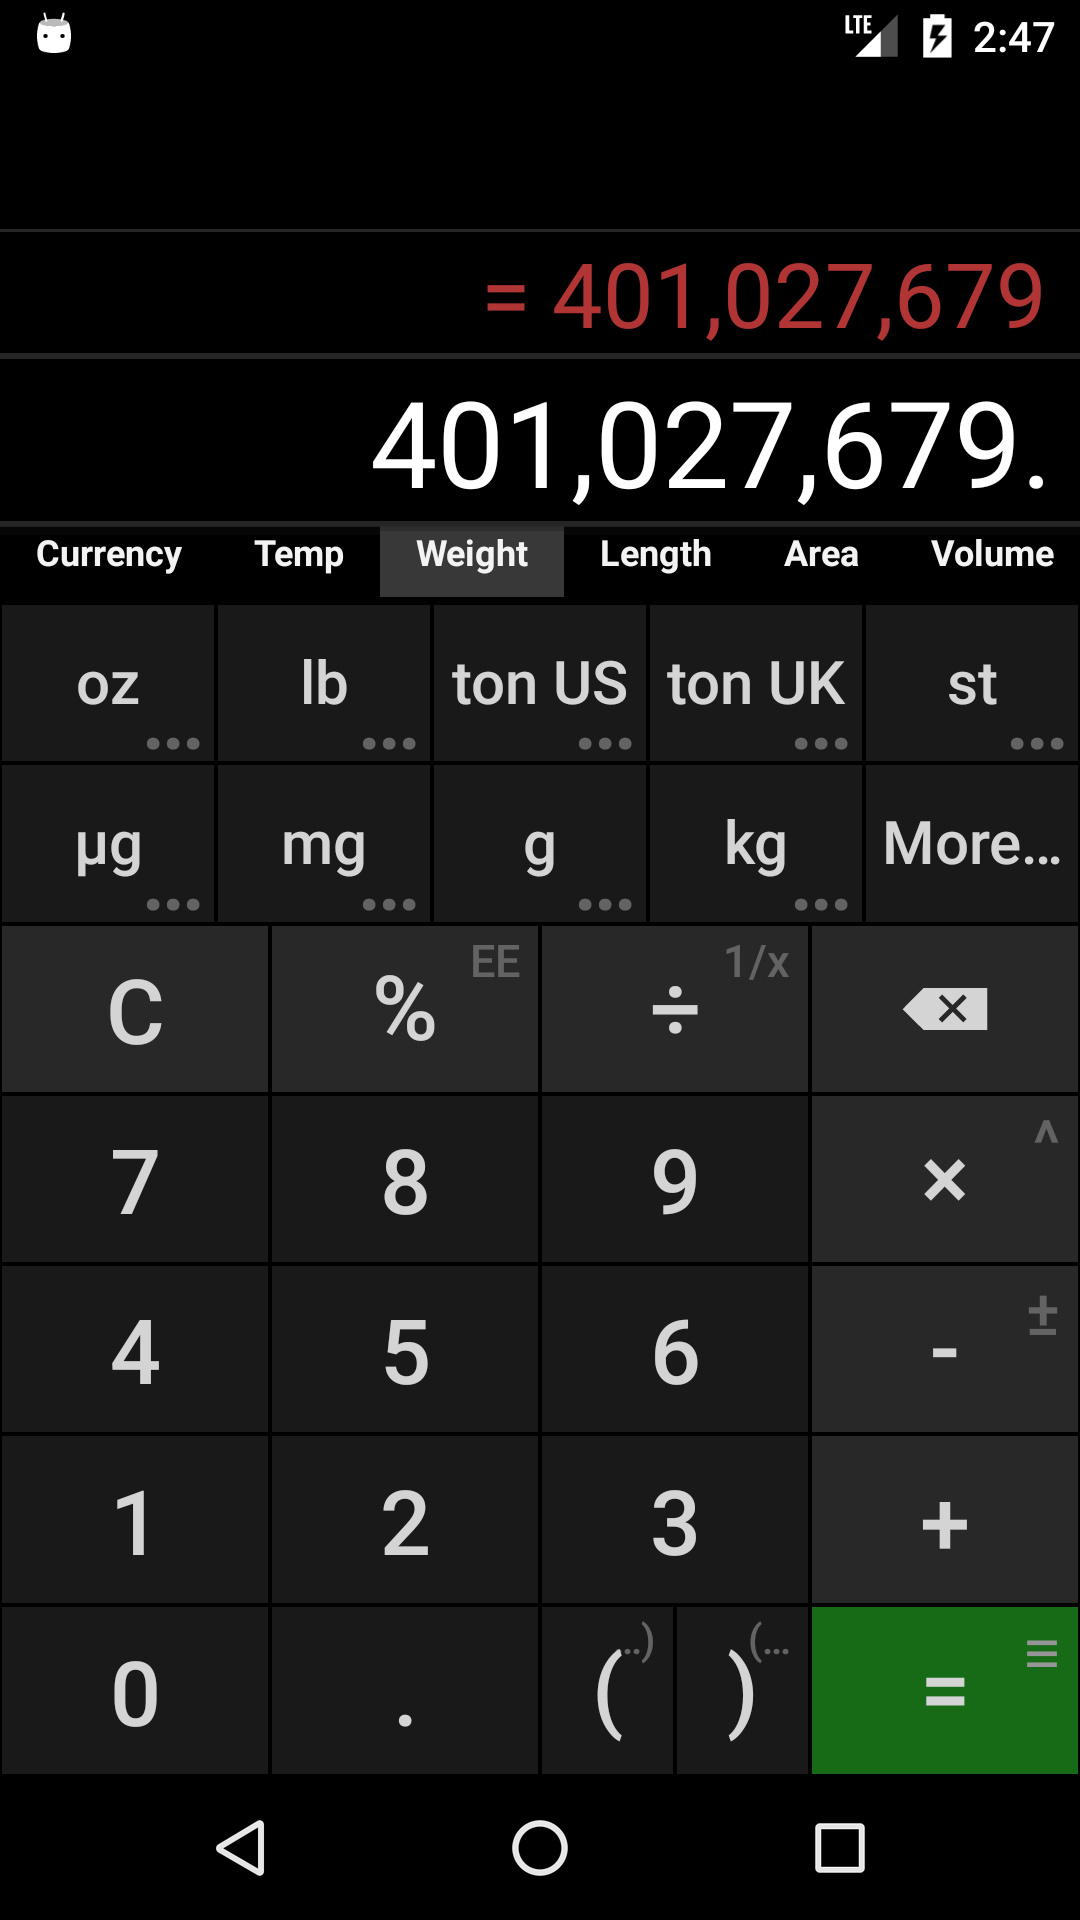 LTE 2:47
= 401,027,679
401,027,679.
Currency Temp Weight Length Area Volume
oz lb ton US ton UK st
µg mg g kg More...
C % EE ÷ 1/x
7 8 9 × ^
4 5 6 - ±
1 2 3 +
0 . ( ..) ) (... = ≡